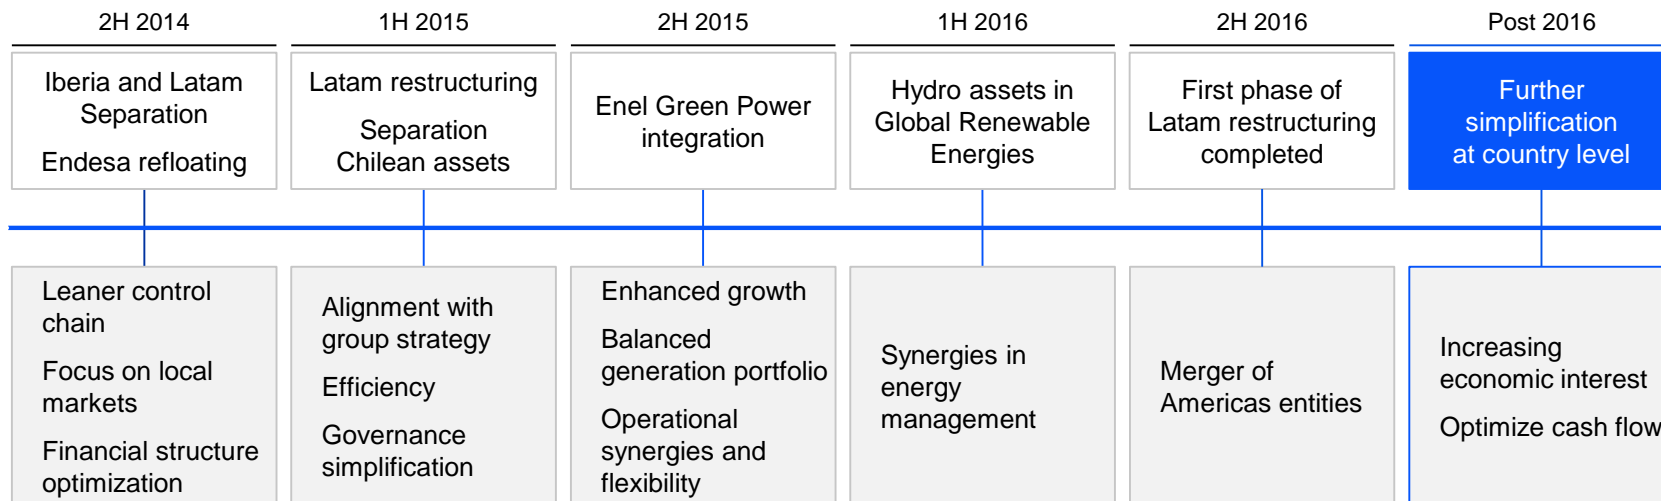 2H 2014
1H 2015
2H 2015
1H 2016
2H 2016
Post 2016
Iberia and Latam
Separation
Endesa refloating
Latam restructuring
Separation
Chilean assets
Enel Green Power
integration
Hydro assets in
Global Renewable
Energies
First phase of
Latam restructuring
completed
Further
simplification
at country level
Leaner control
chain
Focus on local
markets
Financial structure
optimization
Alignment with
group strategy
Efficiency
Governance
simplification
Enhanced growth
Balanced
generation portfolio
Operational
synergies and
flexibility
Synergies in
energy
management
Merger of
Americas entities
Increasing
economic interest
Optimize cash flow